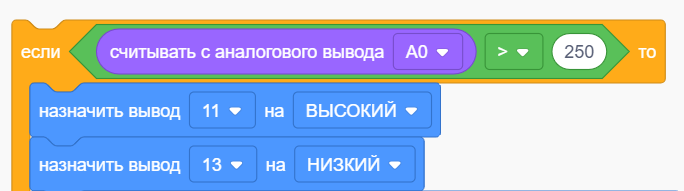 если считывать с аналогового вывода A0 > 250 то
назначить вывод 11 на ВЫСОКИЙ
назначить вывод 13 на НИЗКИЙ